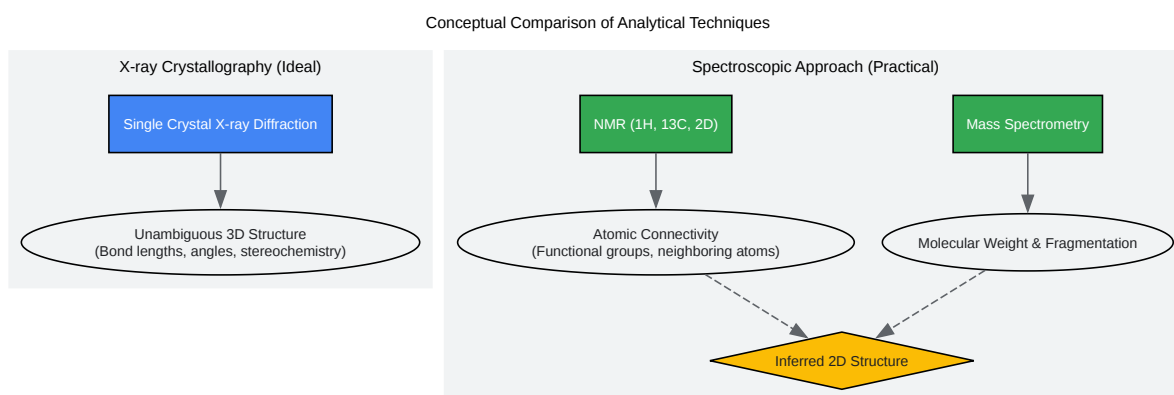 Conceptual Comparison of Analytical Techniques
X-ray Crystallography (Ideal)
Single Crystal X-ray Diffraction
Unambiguous 3D Structure
(Bond lengths, angles, stereochemistry)
Spectroscopic Approach (Practical)
NMR (1H, 13C, 2D)
Mass Spectrometry
Atomic Connectivity
(Functional groups, neighboring atoms)
Molecular Weight & Fragmentation
Inferred 2D Structure